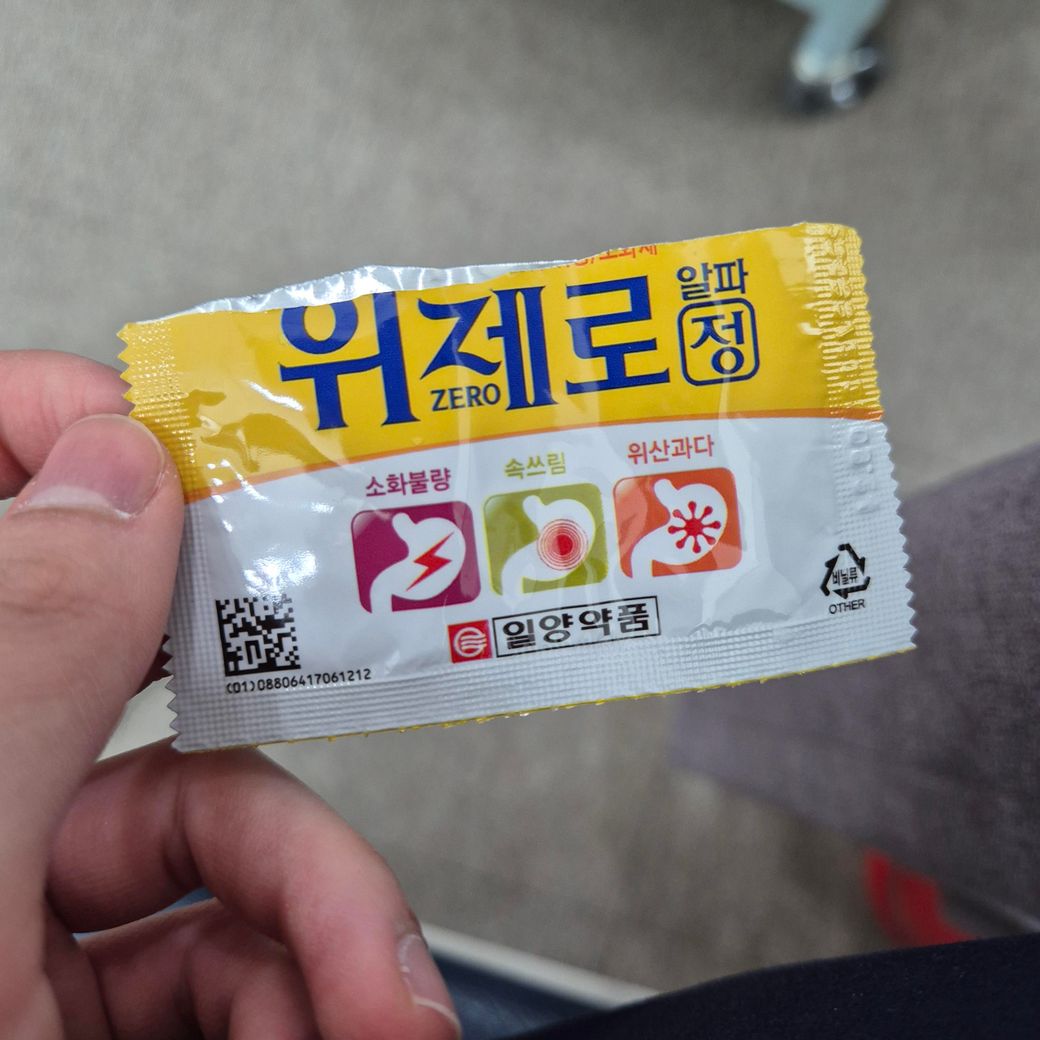 위제로
알파
정
ZERO
소화불량
속쓰림
위산과다
비닐류
OTHER
일양약품
(01)08806417061212